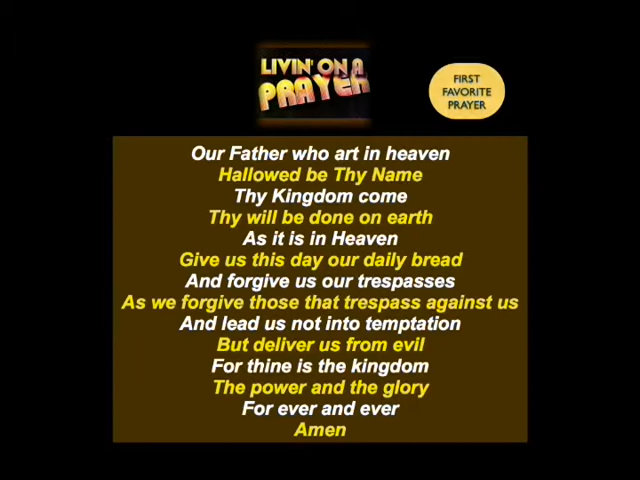 LIVIN' ON A
PRAYER
FIRST
FAVORITE
PRAYER
Our Father who art in heaven
Hallowed be Thy Name
Thy Kingdom come
Thy will be done on earth
As it is in Heaven
Give us this day our daily bread
And forgive us our trespasses
As we forgive those that trespass against us
And lead us not into temptation
But deliver us from evil
For thine is the kingdom
The power and the glory
For ever and ever
Amen